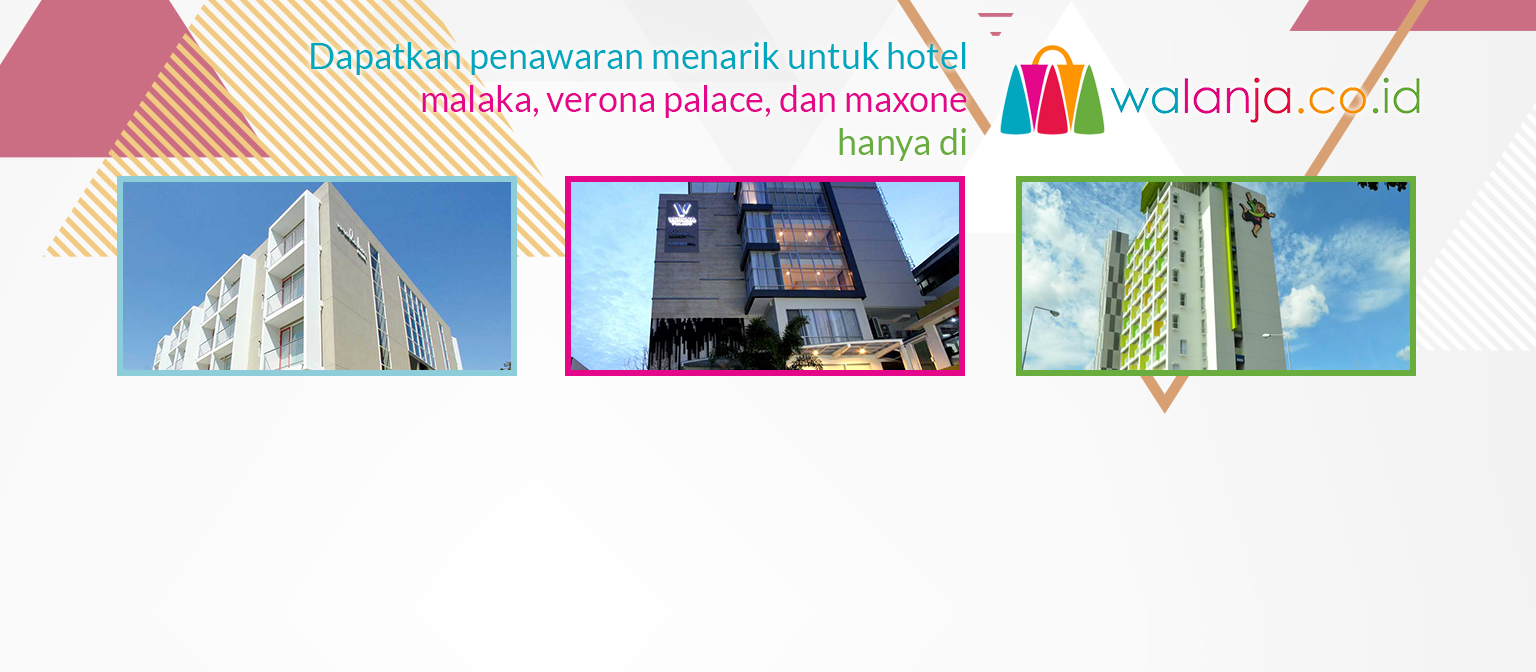 Dapatkan penawaran menarik untuk hotel
malaka, verona palace, dan maxone
hanya di
walanja.co.id